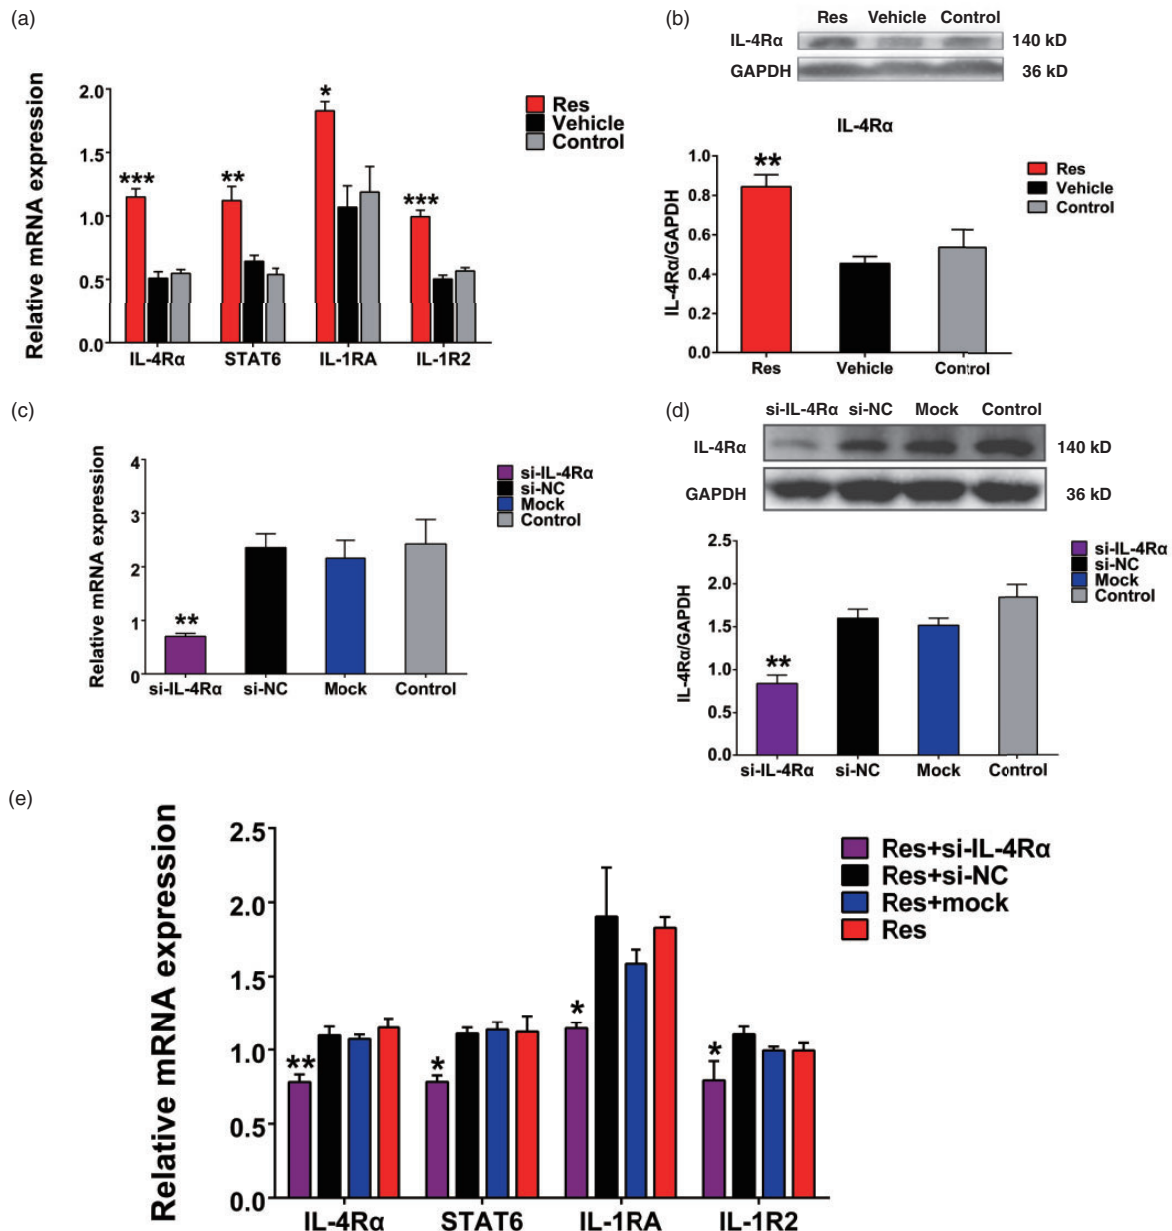 (a)
Relative mRNA expression
2.0
1.5
1.0
0.5
0.0
***
**
*
***
IL-4Rα STAT6 IL-1RA IL-1R2
Res
Vehicle
Control
(b)
Res Vehicle Control
IL-4Rα 140 kD
GAPDH 36 kD
IL-4Rα
IL-4Rα/GAPDH
1.0
0.8
0.6
0.4
0.2
0.0
**
Res Vehicle Control
Res
Vehicle
Control
(c)
Relative mRNA expression
4
3
2
1
0
**
si-IL-4Rα si-NC Mock Control
si-IL-4Rα
si-NC
Mock
Control
(d)
si-IL-4Rα si-NC Mock Control
IL-4Rα 140 kD
GAPDH 36 kD
IL-4Rα/GAPDH
2.5
2.0
1.5
1.0
0.5
0.0
**
si-IL-4Rα si-NC Mock Control
si-IL-4Rα
si-NC
Mock
Control
(e)
Relative mRNA expression
2.5
2.0
1.5
1.0
0.5
0.0
**
*
*
*
IL-4Rα STAT6 IL-1RA IL-1R2
Res+si-IL-4Rα
Res+si-NC
Res+mock
Res